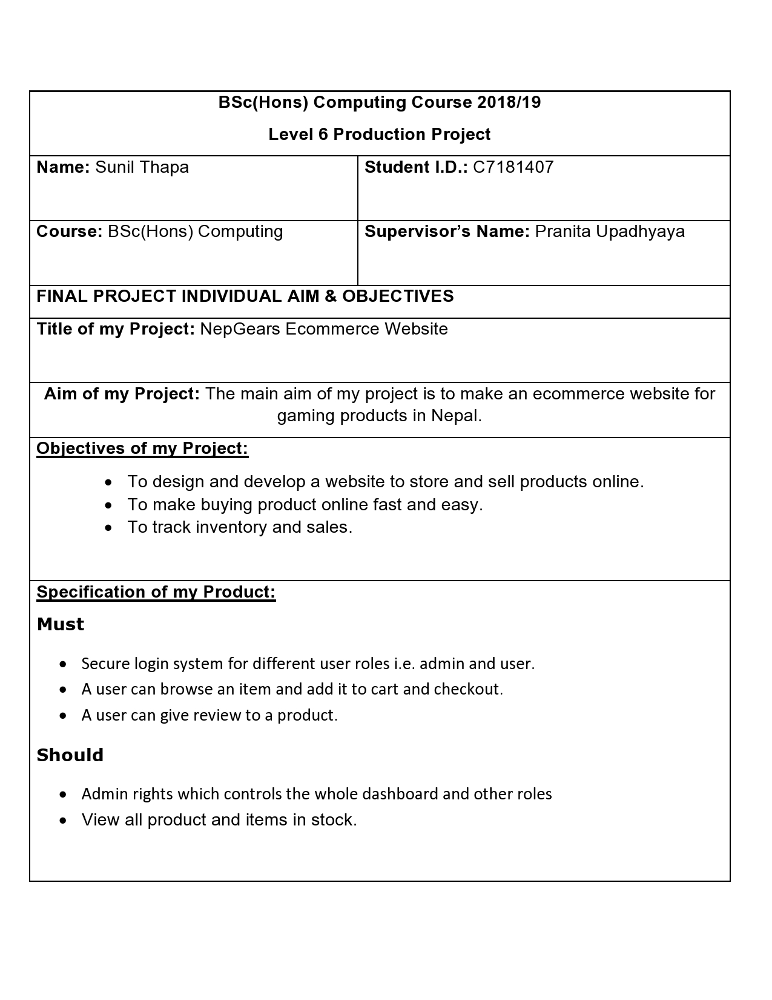 BSc(Hons) Computing Course 2018/19
Level 6 Production Project
Name: Sunil Thapa
Student I.D.: C7181407
Course: BSc(Hons) Computing
Supervisor’s Name: Pranita Upadhyaya
FINAL PROJECT INDIVIDUAL AIM & OBJECTIVES
Title of my Project: NepGears Ecommerce Website
Aim of my Project: The main aim of my project is to make an ecommerce website for
gaming products in Nepal.
Objectives of my Project:
• To design and develop a website to store and sell products online.
• To make buying product online fast and easy.
• To track inventory and sales.
Specification of my Product:
Must
• Secure login system for different user roles i.e. admin and user.
• A user can browse an item and add it to cart and checkout.
• A user can give review to a product.
Should
• Admin rights which controls the whole dashboard and other roles
• View all product and items in stock.